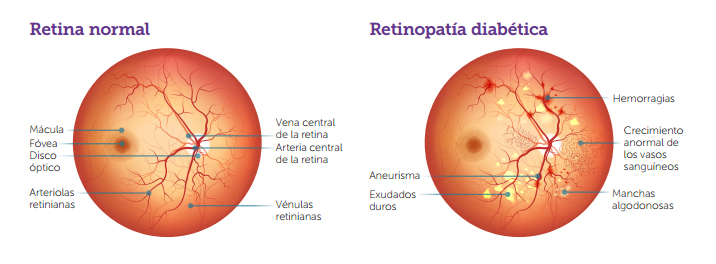 Retina normal
Mácula
Fóvea
Disco
óptico
Arteriolas
retinianas
Vena central
de la retina
Arteria central
de la retina
Vénulas
retinianas
Retinopatía diabética
Aneurisma
Exudados
duros
Hemorragias
Crecimiento
anormal de
los vasos
sanguíneos
Manchas
algodonosas